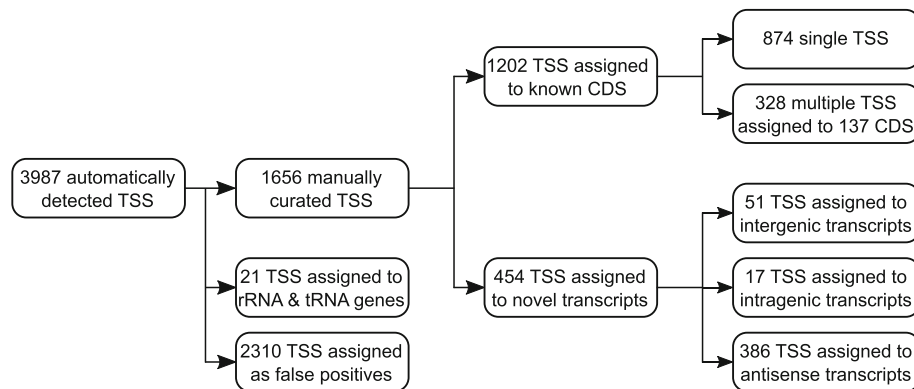 3987 automatically
detected TSS
1656 manually
curated TSS
21 TSS assigned to
rRNA & tRNA genes
2310 TSS assigned
as false positives
1202 TSS assigned
to known CDS
454 TSS assigned
to novel transcripts
874 single TSS
328 multiple TSS
assigned to 137 CDS
51 TSS assigned to
intergenic transcripts
17 TSS assigned to
intragenic transcripts
386 TSS assigned to
antisense transcripts